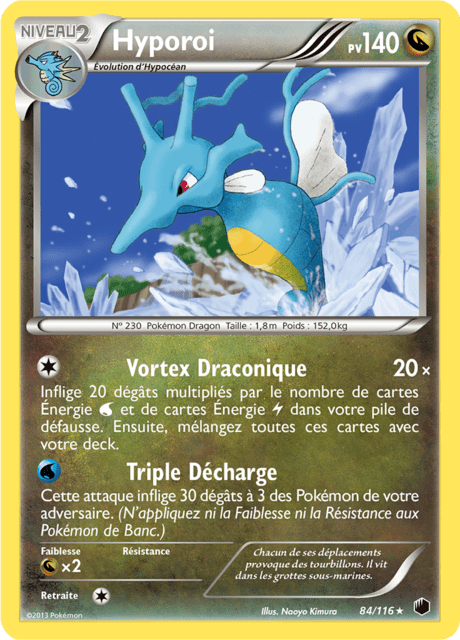 NIVEAU2 Hyporoi PV140
Évolution d'Hypocéan
N° 230 Pokémon Dragon Taille : 1,8m Poids : 152,0kg
Vortex Draconique 20×
Inflige 20 dégâts multipliés par le nombre de cartes
Énergie et de cartes Énergie dans votre pile de
défausse. Ensuite, mélangez toutes ces cartes avec
votre deck.
Triple Décharge
Cette attaque inflige 30 dégâts à 3 des Pokémon de votre
adversaire. (N'appliquez ni la Faiblesse ni la Résistance aux
Pokémon de Banc.)
Faiblesse Résistance
×2
Retraite
Chacun de ses déplacements
provoque des tourbillons. Il vit
dans les grottes sous-marines.
©2013 Pokémon
Illus. Naoyo Kimura 84/116★